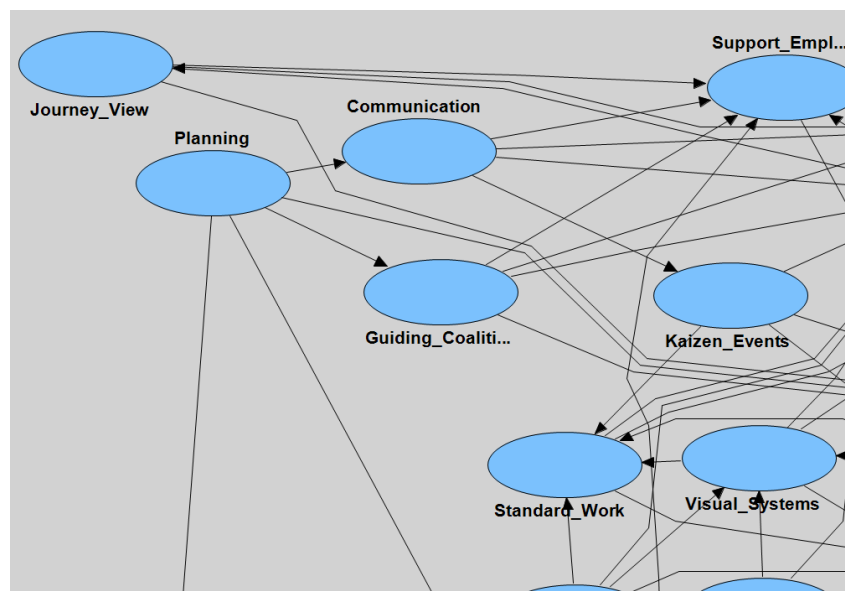 Support_Empl...
Journey_View
Communication
Planning
Guiding_Coaliti...
Kaizen_Events
Standard_Work
Visual_Systems